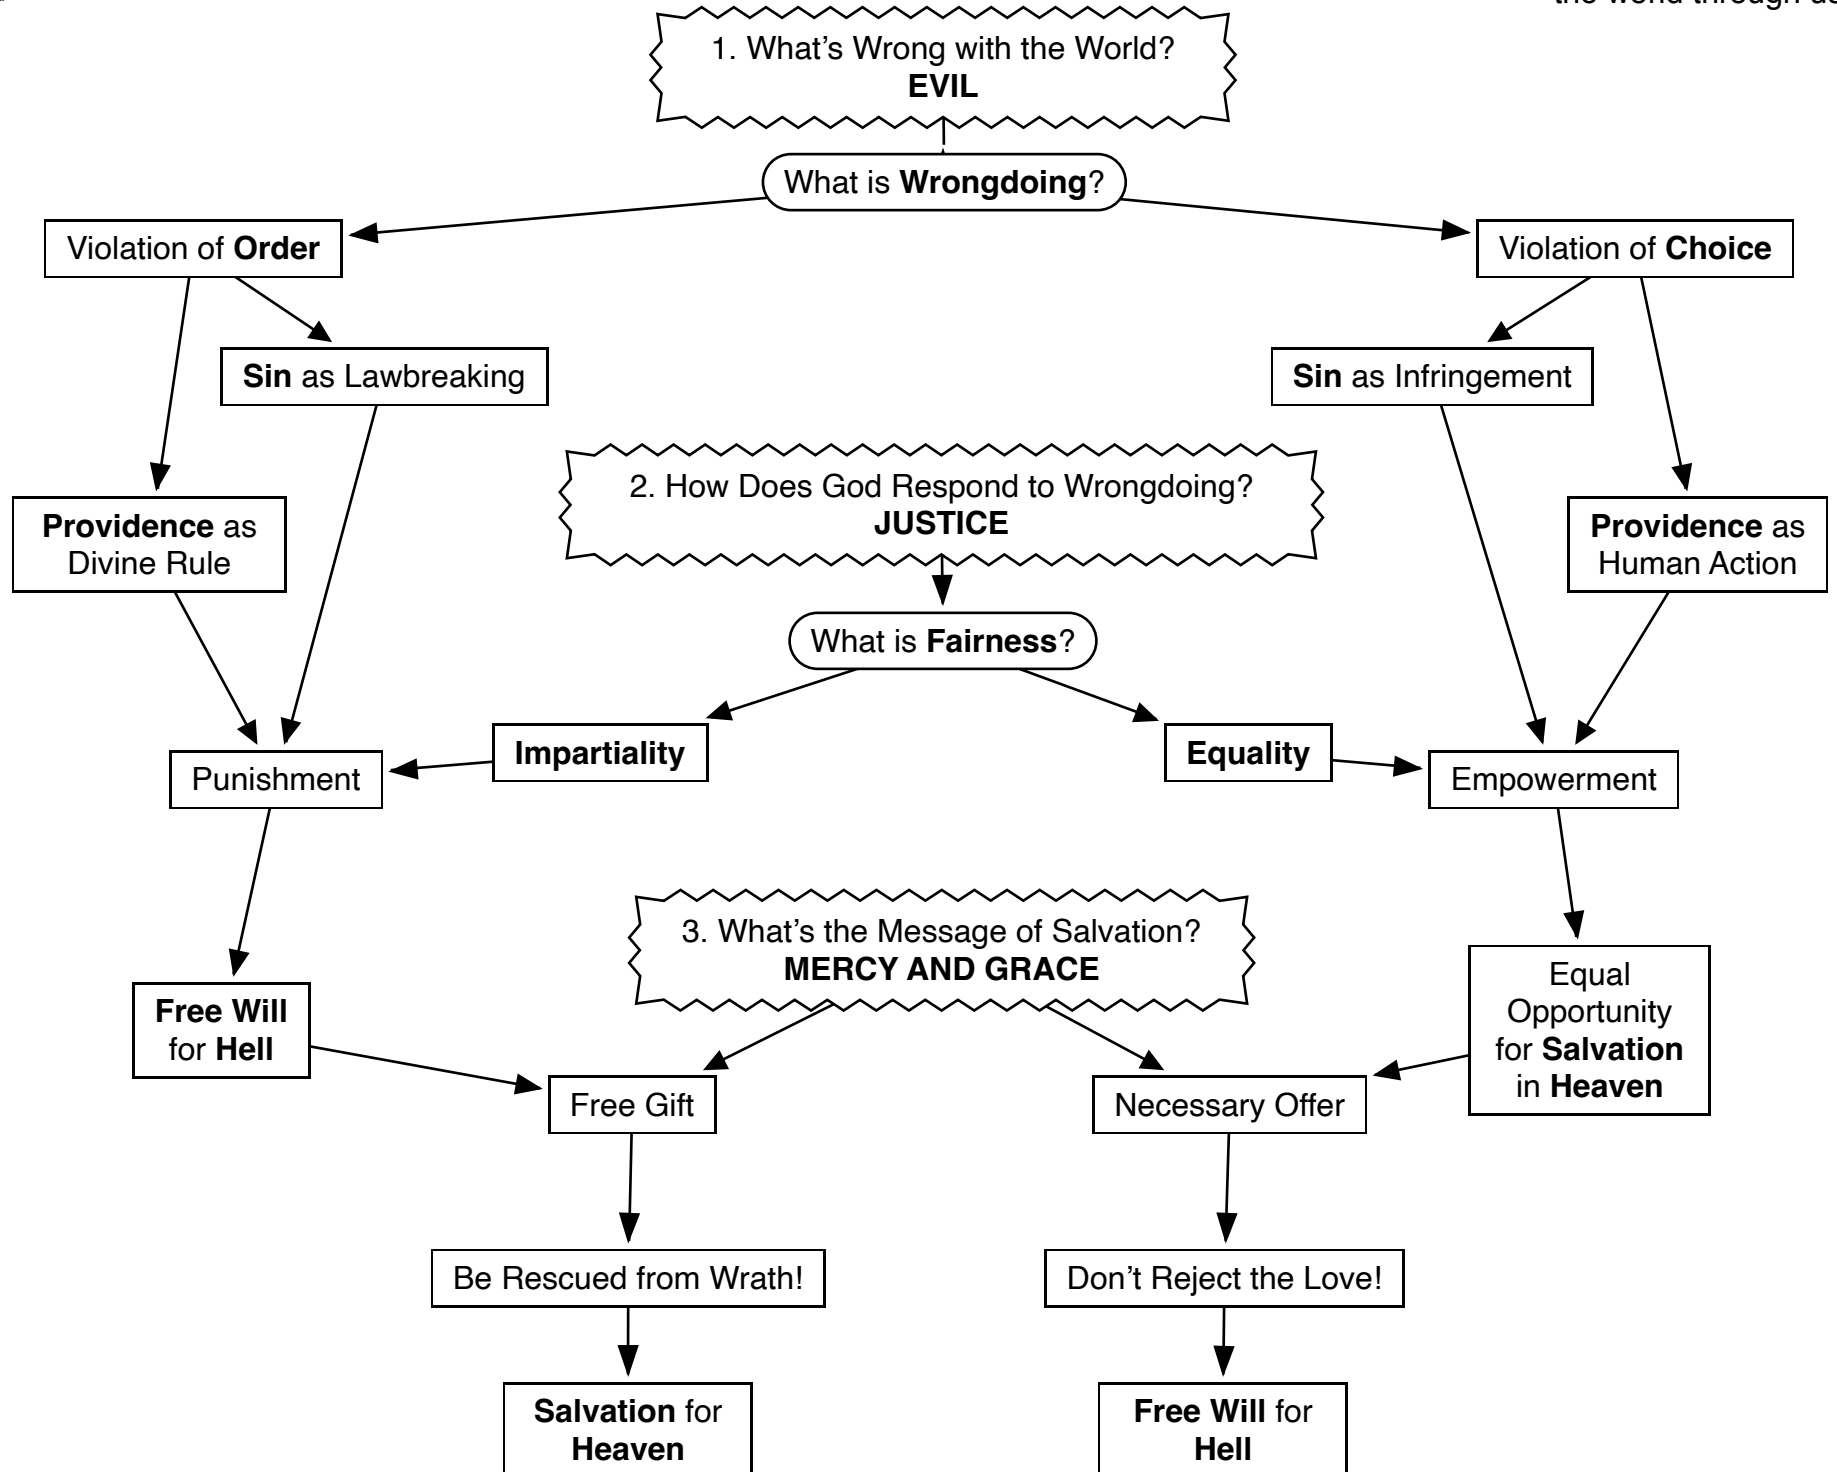 the world through
1. What's Wrong with the World?
EVIL
What is Wrongdoing?
Violation of Order
Violation of Choice
Sin as Lawbreaking
Sin as Infringement
2. How Does God Respond to Wrongdoing?
JUSTICE
Providence as
Divine Rule
Providence as
Human Action
What is Fairness?
Impartiality
Equality
Punishment
Empowerment
3. What's the Message of Salvation?
MERCY AND GRACE
Free Will
for Hell
Equal
Opportunity
for Salvation
in Heaven
Free Gift
Necessary Offer
Be Rescued from Wrath!
Don't Reject the Love!
Salvation for
Heaven
Free Will for
Hell